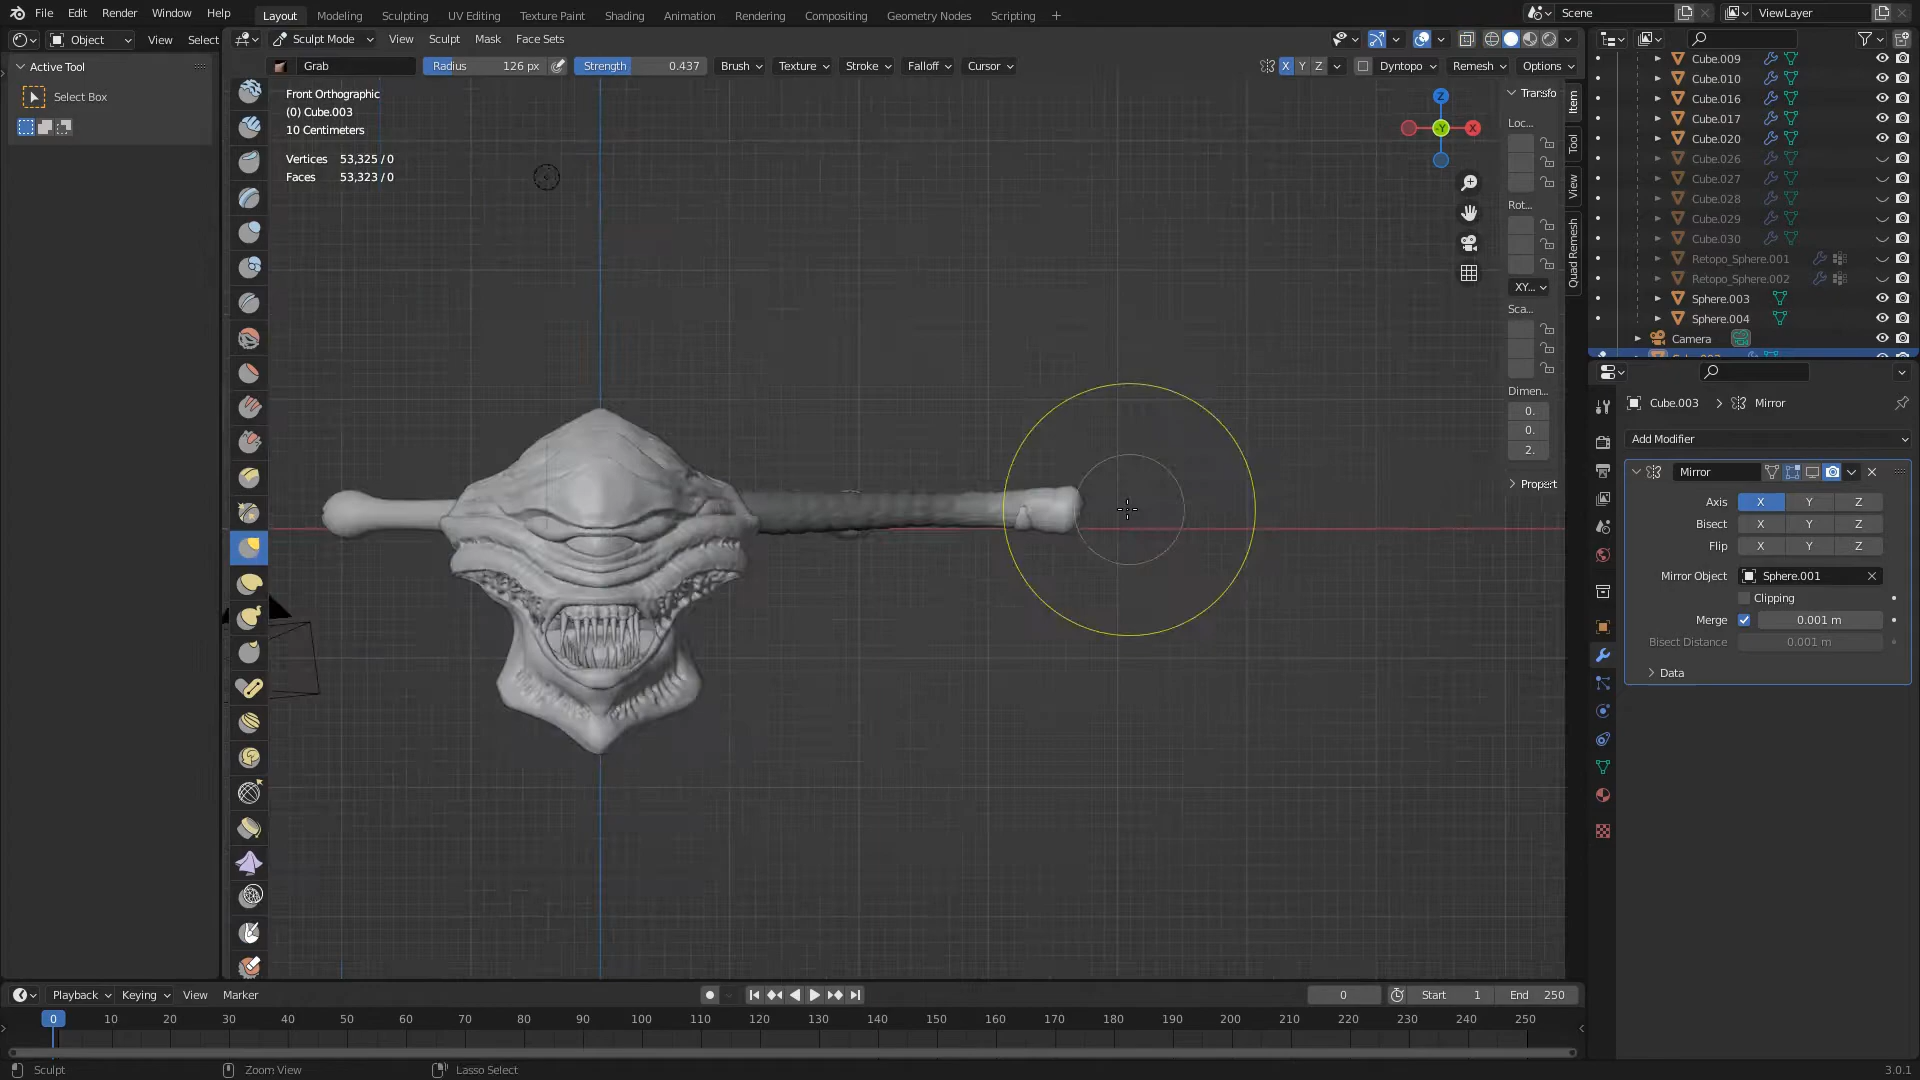 File Edit Render Window Help
Layout Modeling Sculpting UV Editing Texture Paint Shading Animation Rendering Compositing Geometry Nodes Scripting +
Scene
ViewLayer
Object View Select
Sculpt Mode View Sculpt Mask Face Sets
Grab Radius 126 px Strength 0.437 Brush Texture Stroke Falloff Cursor
X Y Z Dyntopo Remesh Options
Active Tool
Select Box
Front Orthographic
(0) Cube.003
10 Centimeters
Vertices 53,325 / 0
Faces 53,323 / 0
Z
-Y
X
Transfo
Loc...
Rot...
XY...
Sca...
Dimen...
0.
0.
2.
Propert
Item
Tool
View
Quad Remesh
Cube.009
Cube.010
Cube.016
Cube.017
Cube.020
Cube.026
Cube.027
Cube.028
Cube.029
Cube.030
Retopo_Sphere.001
Retopo_Sphere.002
Sphere.003
Sphere.004
Camera
Cube.003 > Mirror
Add Modifier
Mirror
Axis X Y Z
Bisect X Y Z
Flip X Y Z
Mirror Object Sphere.001
Clipping
Merge 0.001 m
Bisect Distance 0.001 m
Data
Playback Keying View Marker
0 Start 1 End 250
0 10 20 30 40 50 60 70 80 90 100 110 120 130 140 150 160 170 180 190 200 210 220 230 240 250
Sculpt Zoom View Lasso Select
3.0.1